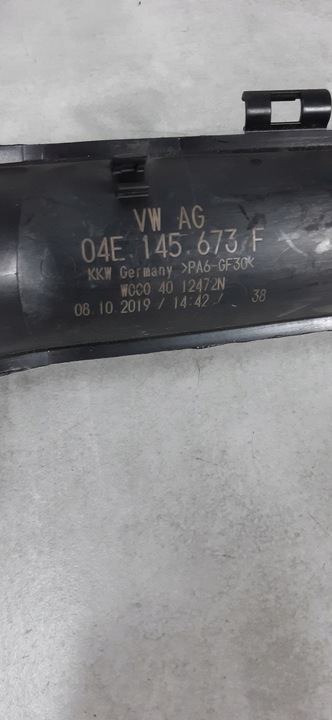 VW AG
04E 145 673 F
KKW Germany >PA6-GF30<
WOCO 40 12472N
08.10.2019 / 14:42 / 38